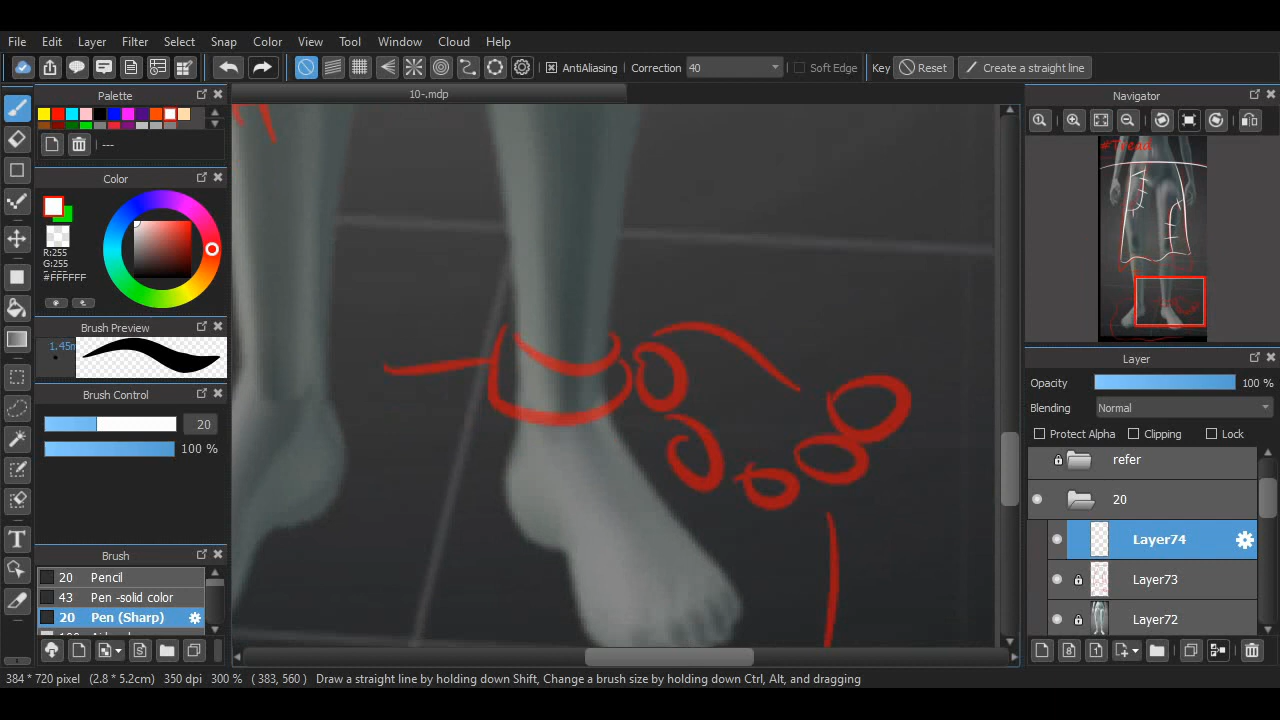 File Edit Layer Filter Select Snap Color View Tool Window Cloud Help
AntiAliasing Correction 40 Soft Edge Key Reset Create a straight line
Palette
10-.mdp
Navigator
---
#Tread
Color
R:255
G:255
#FFFFFF
Brush Preview
1.45m
Brush Control
20
100 %
Brush
20 Pencil
43 Pen -solid color
20 Pen (Sharp)
Layer
Opacity 100 %
Blending Normal
Protect Alpha Clipping Lock
refer
20
Layer74
Layer73
Layer72
384 * 720 pixel (2.8 * 5.2cm) 350 dpi 300 % ( 383, 560 ) Draw a straight line by holding down Shift, Change a brush size by holding down Ctrl, Alt, and dragging